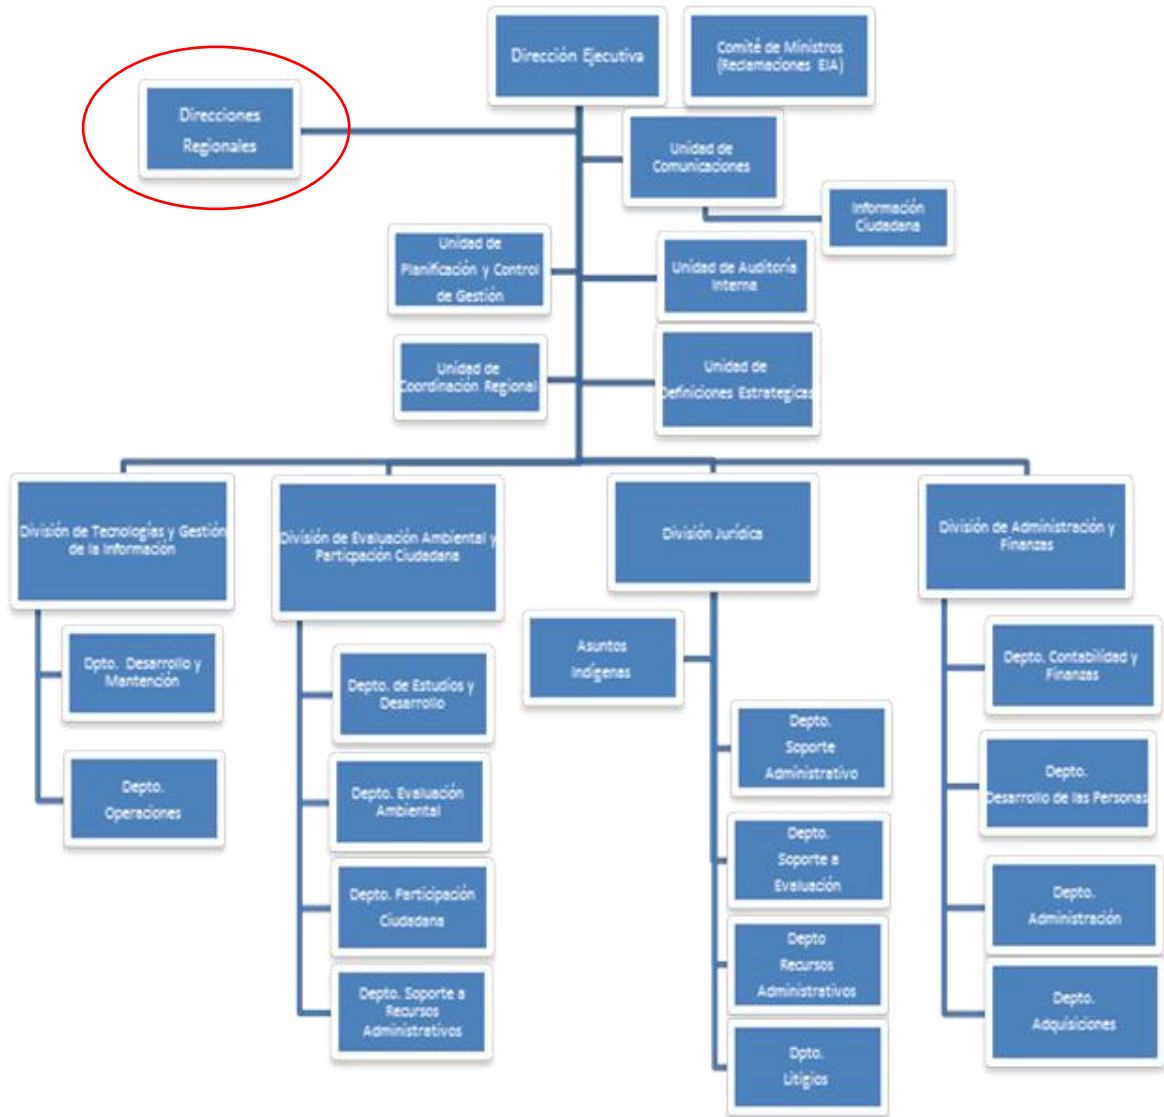 Dirección Ejecutiva
Comité de Ministros
(Reclamaciones EIA)
Direcciones
Regionales
Unidad de
Comunicaciones
Información
Ciudadana
Unidad de
Planificación y Control
de Gestión
Unidad de Auditoría
Interna
Unidad de
Coordinación Regional
Unidad de
Definiciones Estrategicas
División de Tecnologías y Gestión
de la Información
División de Evaluación Ambiental y
Particpación Ciudadana
División Jurídica
División de Administración y
Finanzas
Dpto. Desarrollo y
Mantención
Depto.
Operaciones
Depto. de Estudios y
Desarrollo
Depto. Evaluación
Ambiental
Depto. Participación
Ciudadana
Depto. Soporte a
Recursos
Administrativos
Asuntos
Indígenas
Depto.
Soporte
Administrativo
Depto.
Soporte a
Evaluación
Depto
Recursos
Administrativos
Dpto.
Litigios
Depto. Contabilidad y
Finanzas
Depto.
Desarrollo de las Personas
Depto.
Administración
Depto.
Adquisiciones